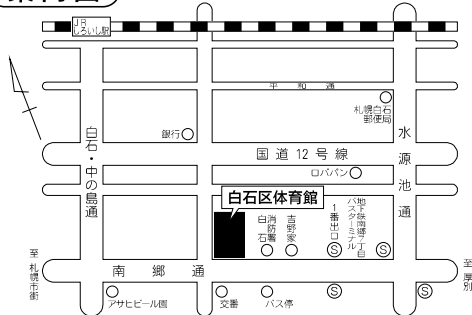 JR
しろいし駅
平和通
札幌白石
郵便局
銀行
白石・中の島通
水源池通
国道12号線
ロバパン
白石区体育館
白石
消防署
吉野家
1番出口
地下鉄南郷7丁目
バスターミナル
Ⓢ
Ⓢ
至 札幌市街
南郷通
至 厚別
アサヒビール園
交番
バス停
Ⓢ
Ⓢ